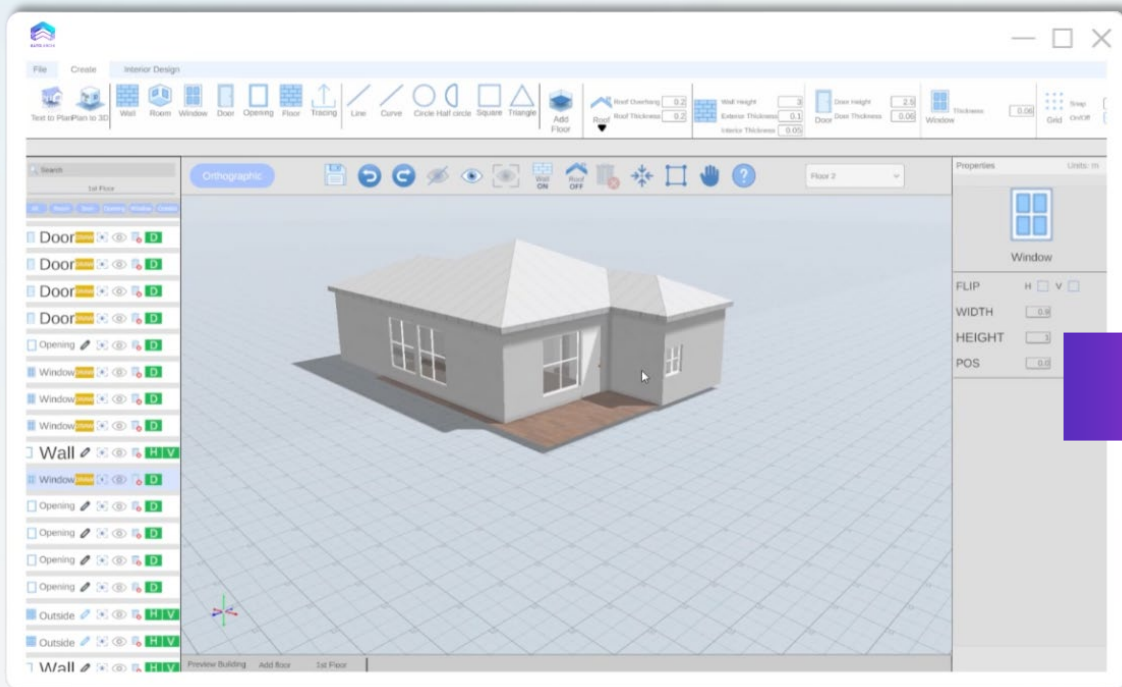 File Create Interior Design
Text to Plan Plan to 3D Wall Room Window Door Opening Floor Tracing Line Curve Circle Half circle Square Triangle Add Floor Roof
Roof Overhang 0.2
Roof Thickness 0.2
Wall Height 3
Exterior Thickness 0.1
Interior Thickness 0.05
Door
Door Height 2.5
Door Thickness 0.06
Window
Thickness 0.06
Grid
Snap
On/Off
Search
1st Floor
Door D
Door D
Door D
Door D
Opening D
Window D
Window D
Window D
Wall H V
Window D
Opening D
Opening D
Opening D
Opening D
Outside H V
Outside H V
Wall H V
Orthographic
Wall ON
Roof OFF
?
Floor 2
Preview Building Add floor 1st Floor
Properties Units: m
Window
FLIP H V
WIDTH 0.9
HEIGHT 1
POS 0.0